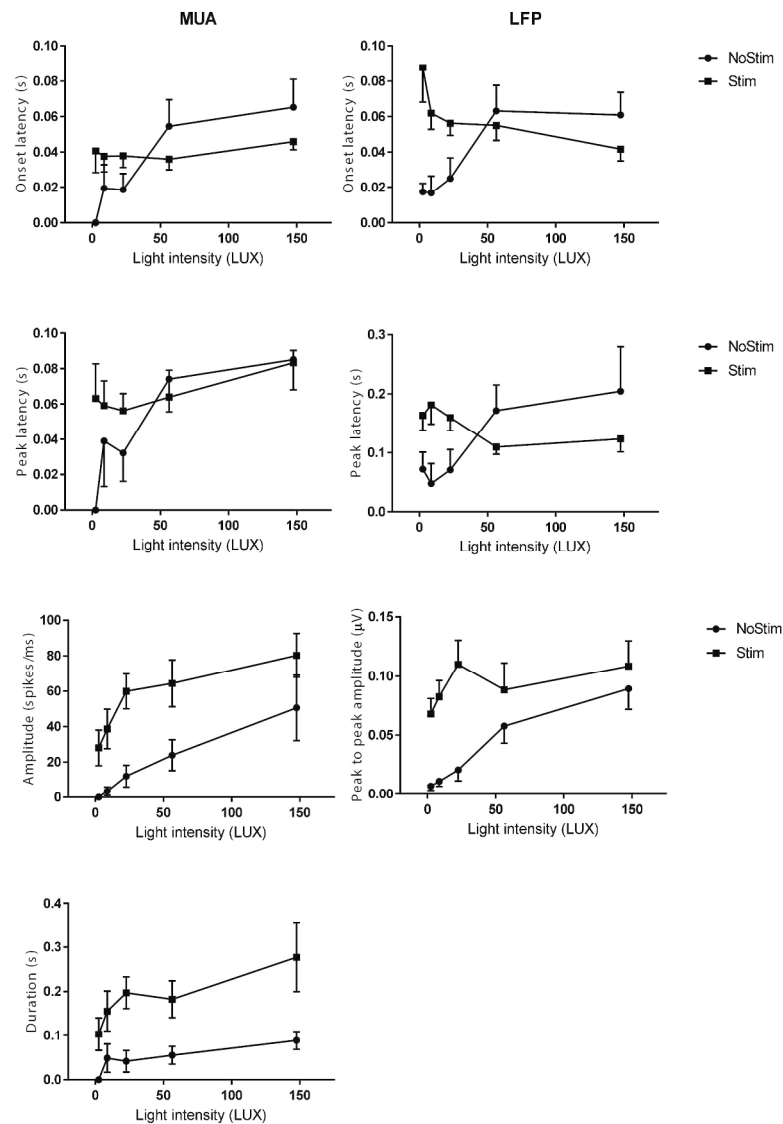 MUA
LFP
0.10
0.08
0.06
0.04
0.02
0.00
Onset latency (s)
0
50
100
150
Light intensity (LUX)
0.10
0.08
0.06
0.04
0.02
0.00
Onset latency (s)
0
50
100
150
Light intensity (LUX)
NoStim
Stim
0.10
0.08
0.06
0.04
0.02
0.00
Peak latency (s)
0
50
100
150
Light intensity (LUX)
0.3
0.2
0.1
0.0
Peak latency (s)
0
50
100
150
Light intensity (LUX)
NoStim
Stim
100
80
60
40
20
0
Amplitude (spikes/ms)
0
50
100
150
Light intensity (LUX)
0.15
0.10
0.05
0.00
Peak to peak amplitude (µV)
0
50
100
150
Light intensity (LUX)
NoStim
Stim
0.4
0.3
0.2
0.1
0.0
Duration (s)
0
50
100
150
Light intensity (LUX)